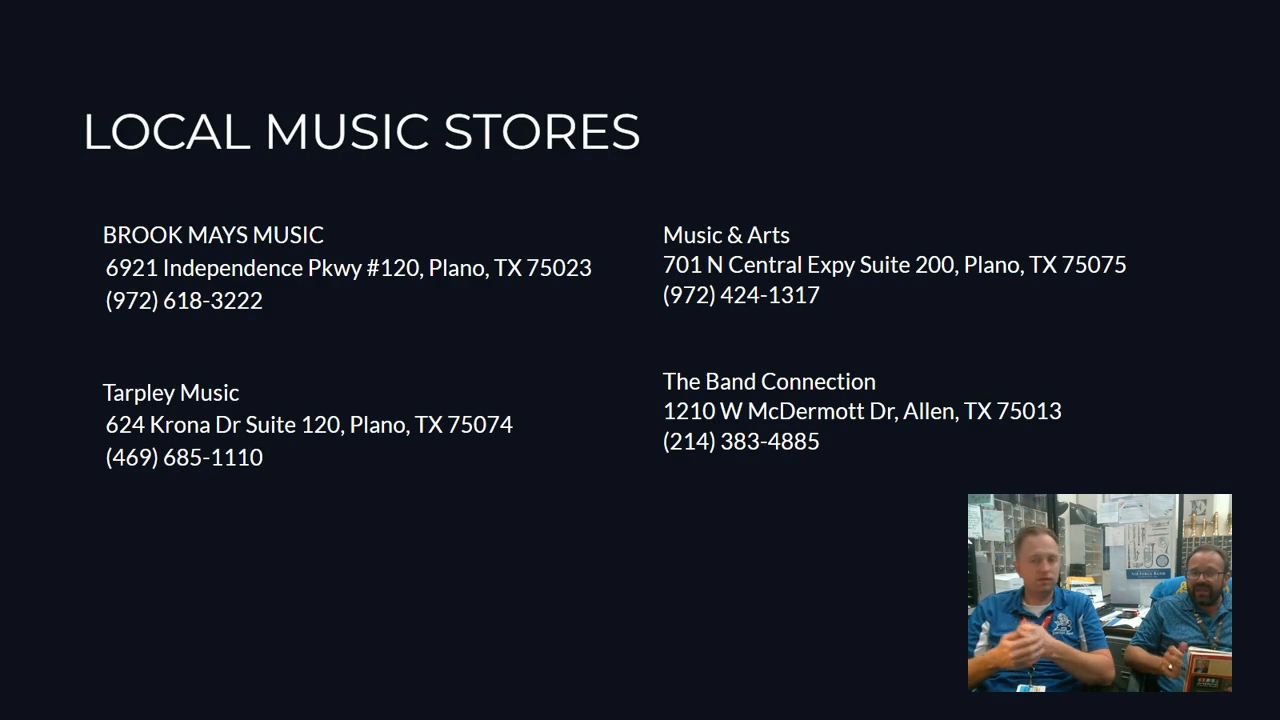 LOCAL MUSIC STORES
BROOK MAYS MUSIC
6921 Independence Pkwy #120, Plano, TX 75023
(972) 618-3222
Tarpley Music
624 Krona Dr Suite 120, Plano, TX 75074
(469) 685-1110
Music & Arts
701 N Central Expy Suite 200, Plano, TX 75075
(972) 424-1317
The Band Connection
1210 W McDermott Dr, Allen, TX 75013
(214) 383-4885